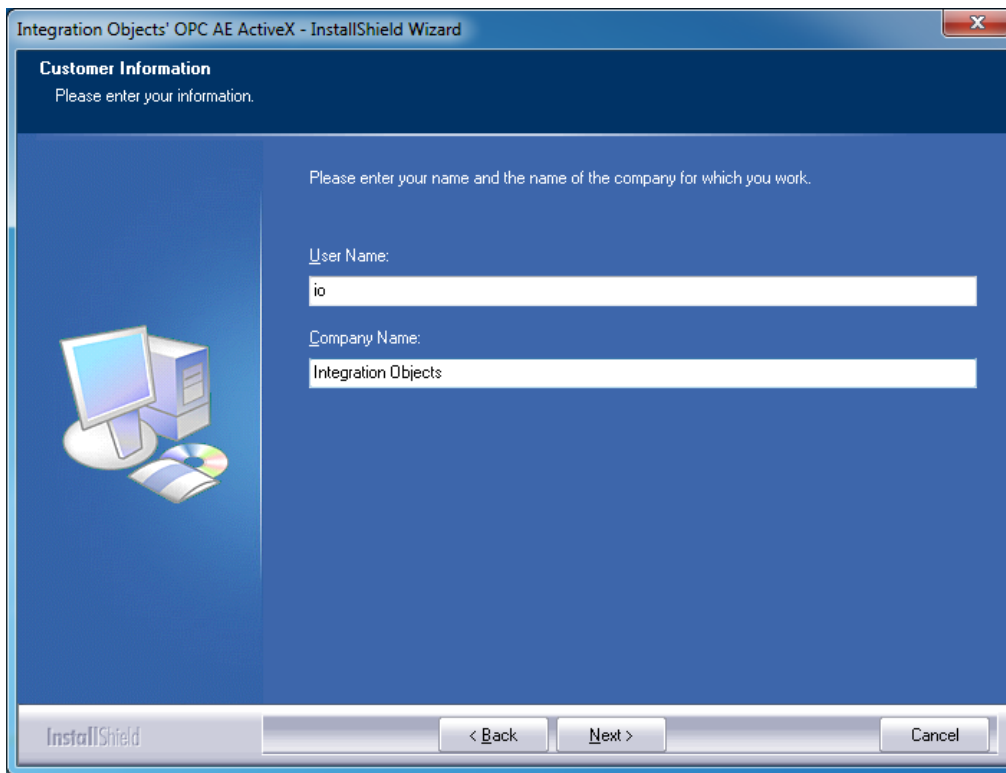 Integration Objects' OPC AE ActiveX - InstallShield Wizard
Customer Information
Please enter your information.
Please enter your name and the name of the company for which you work.
User Name:
io
Company Name:
Integration Objects
InstallShield
< Back
Next >
Cancel